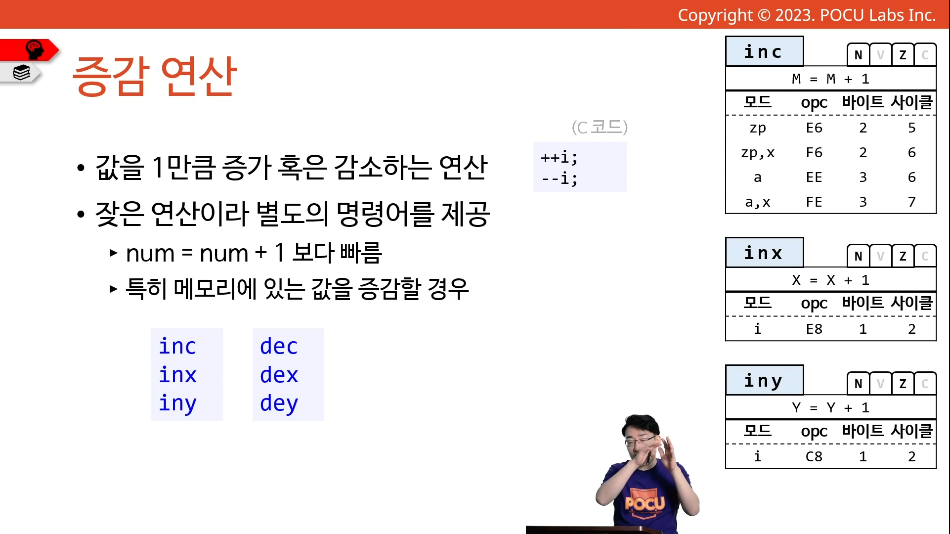 Copyright © 2023. POCU Labs Inc.
증감 연산
(C 코드)
++i;
--i;
• 값을 1만큼 증가 혹은 감소하는 연산
• 잦은 연산이라 별도의 명령어를 제공
▸ num = num + 1 보다 빠름
▸ 특히 메모리에 있는 값을 증감할 경우
inc dec
inx dex
iny dey
inc N V Z C
M = M + 1
모드 opc 바이트 사이클
zp E6 2 5
zp,x F6 2 6
a EE 3 6
a,x FE 3 7
inx N V Z C
X = X + 1
모드 opc 바이트 사이클
i E8 1 2
iny N V Z C
Y = Y + 1
모드 opc 바이트 사이클
i C8 1 2
POCU